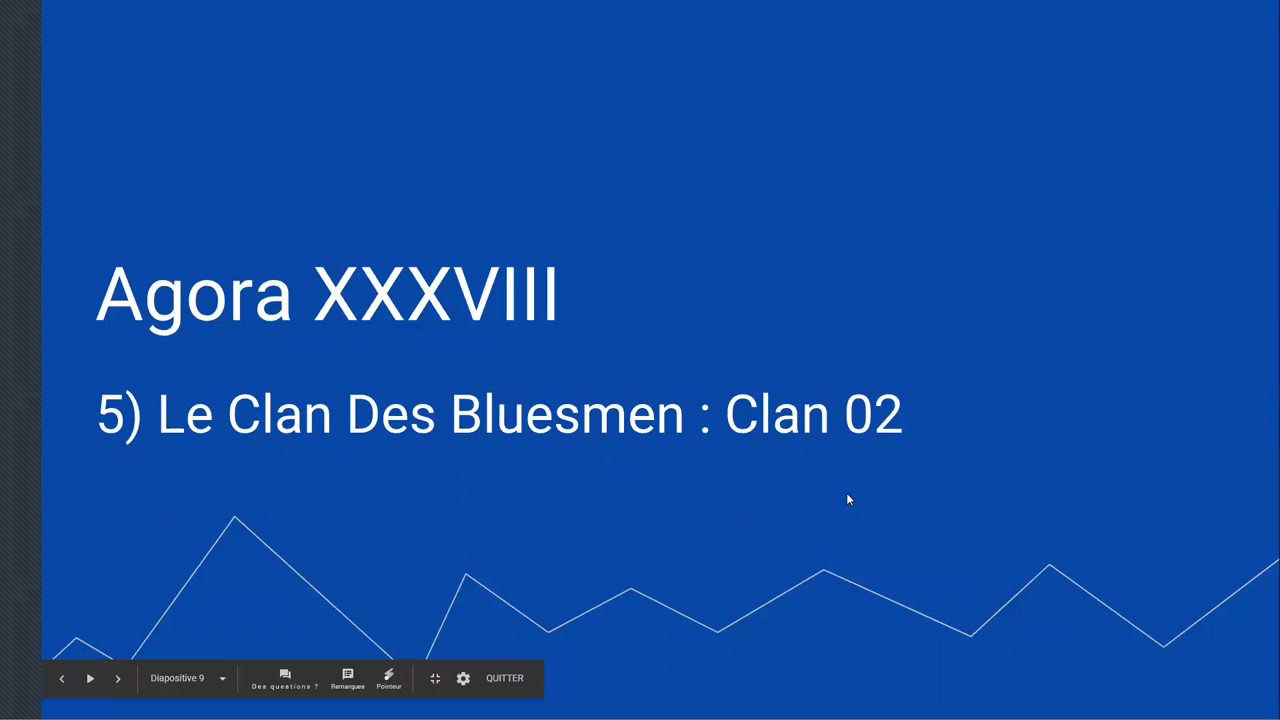 Agora XXXVIII
5) Le Clan Des Bluesmen : Clan 02
Diapositive 9
Des questions ?
Remarques
Pointeur
QUITTER